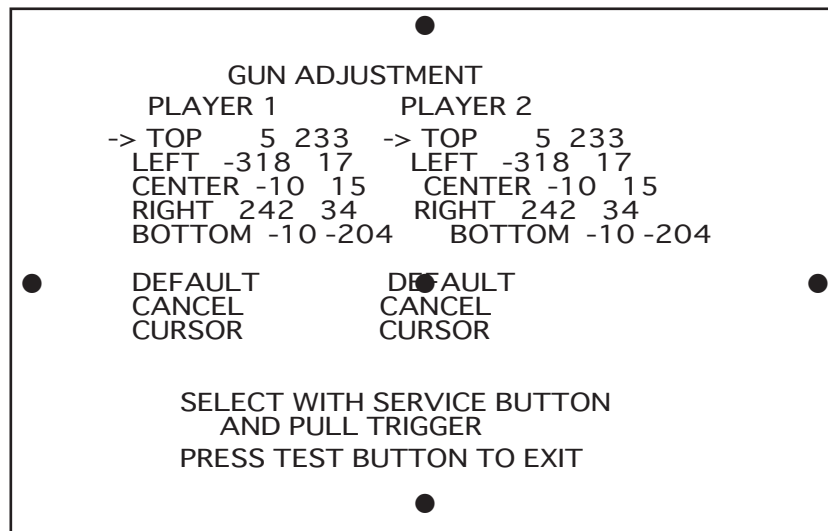 GUN ADJUSTMENT
PLAYER 1 PLAYER 2
-> TOP 5 233 -> TOP 5 233
LEFT -318 17 LEFT -318 17
CENTER -10 15 CENTER -10 15
RIGHT 242 34 RIGHT 242 34
BOTTOM -10 -204 BOTTOM -10 -204
DEFAULT DEFAULT
CANCEL CANCEL
CURSOR CURSOR
SELECT WITH SERVICE BUTTON
AND PULL TRIGGER
PRESS TEST BUTTON TO EXIT